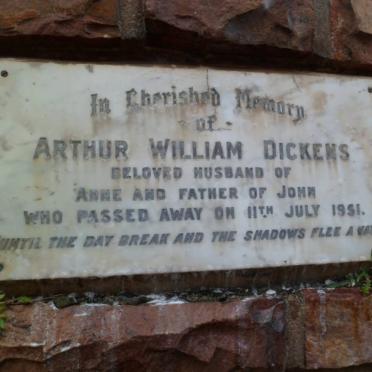 In Cherished Memory
of
ARTHUR WILLIAM DICKENS
BELOVED HUSBAND OF
ANNE AND FATHER OF JOHN
WHO PASSED AWAY ON 11TH JULY 1951.
UNTIL THE DAY BREAK AND THE SHADOWS FLEE AWAY